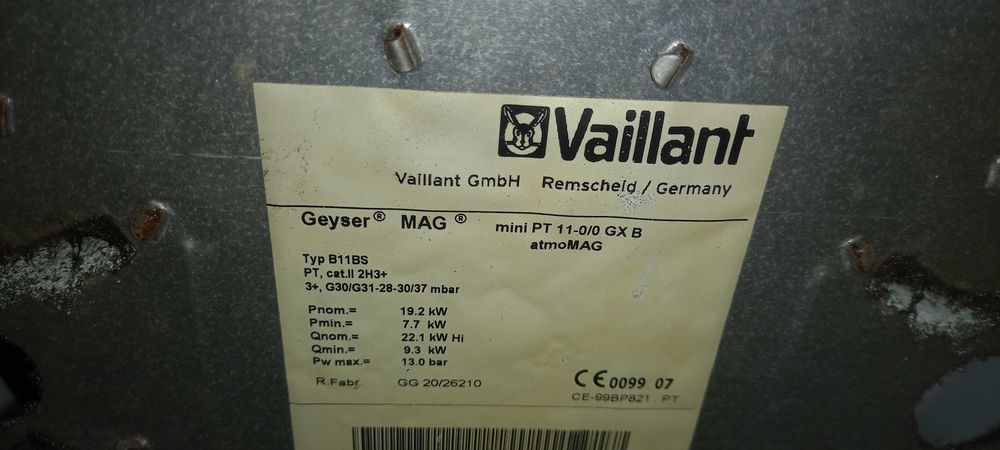 Vaillant
Vaillant GmbH Remscheid / Germany
Geyser® MAG® mini PT 11-0/0 GX B
atmoMAG
Typ B11BS
PT, cat.II 2H3+
3+, G30/G31-28-30/37 mbar
Pnom.= 19.2 kW
Pmin.= 7.7 kW
Qnom.= 22.1 kW Hi
Qmin.= 9.3 kW
Pw max.= 13.0 bar
R.Fabr. GG 20/26210
CE 0099 07
CE-99BP821 . PT